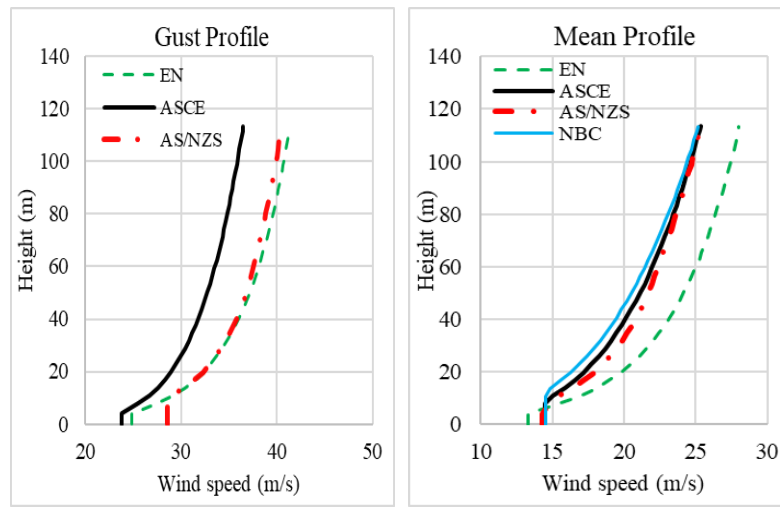 Gust Profile
140
120
100
80
60
40
20
0
Height (m)
EN
ASCE
AS/NZS
20
30
40
50
Wind speed (m/s)
Mean Profile
140
120
100
80
60
40
20
0
Height (m)
EN
ASCE
AS/NZS
NBC
10
15
20
25
30
Wind speed (m/s)